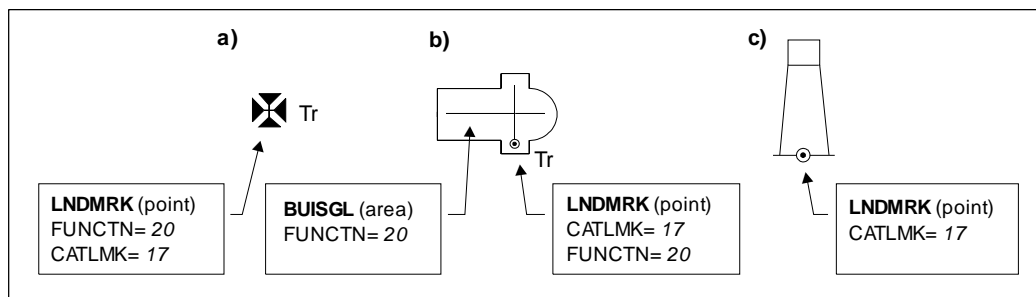 a)
Tr
LNDMRK (point)
FUNCTN= 20
CATLMK= 17
b)
Tr
BUISGL (area)
FUNCTN= 20
LNDMRK (point)
CATLMK= 17
FUNCTN= 20
c)
LNDMRK (point)
CATLMK= 17